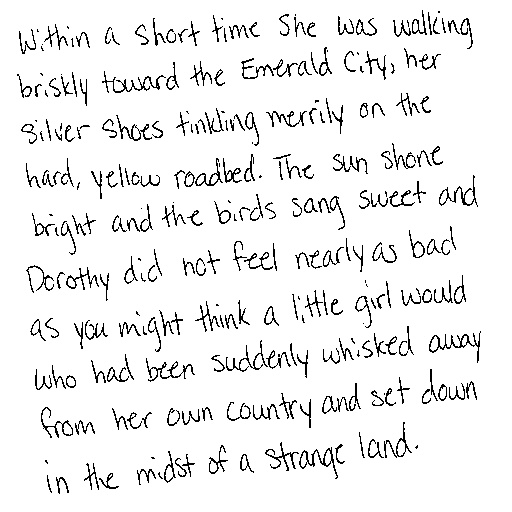 Within a short time she was walking
briskly toward the Emerald City, her
silver shoes tinkling merrily on the
hard, yellow roadbed. The sun shone
bright and the birds sang sweet and
Dorothy did not feel nearly as bad
as you might think a little girl would
who had been suddenly whisked away
from her own country and set down
in the midst of a strange land.